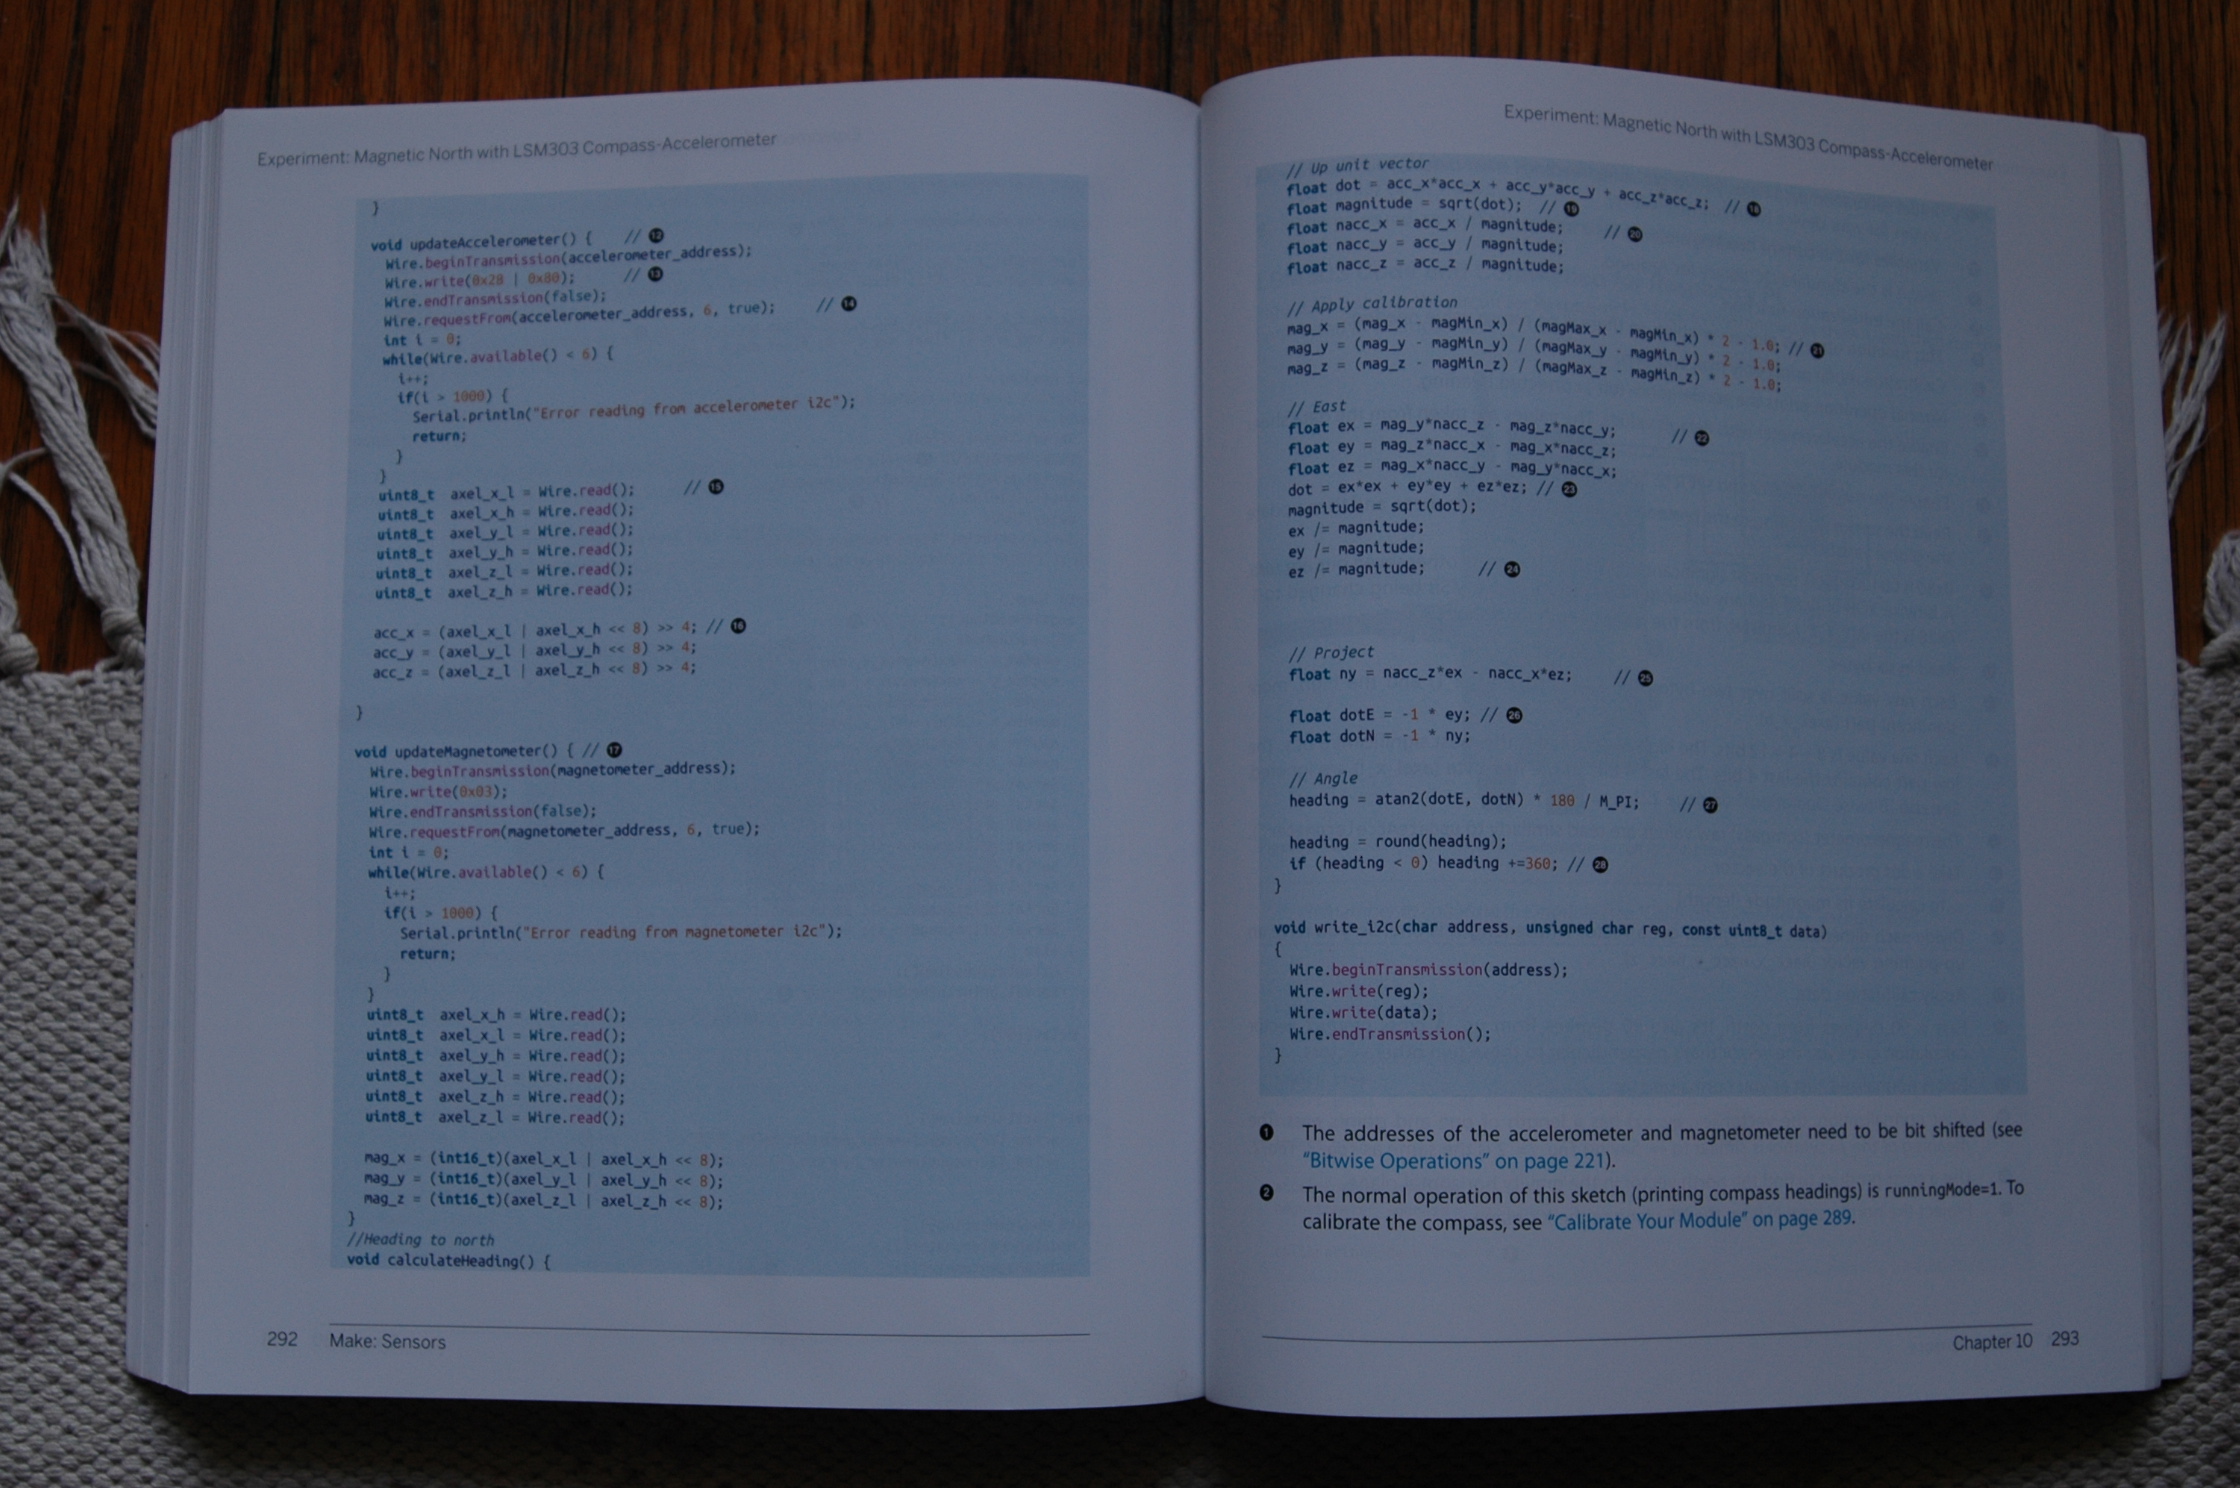 Experiment: Magnetic North with LSM303 Compass-Accelerometer
}
void updateAccelerometer() { // 12
Wire.beginTransmission(accelerometer_address);
Wire.write(0x28 | 0x80); // 13
Wire.endTransmission(false);
Wire.requestFrom(accelerometer_address, 6, true); // 14
int i = 0;
while(Wire.available() < 6) {
i++;
if(i > 1000) {
Serial.println("Error reading from accelerometer i2c");
return;
}
}
uint8_t axel_x_l = Wire.read(); // 15
uint8_t axel_x_h = Wire.read();
uint8_t axel_y_l = Wire.read();
uint8_t axel_y_h = Wire.read();
uint8_t axel_z_l = Wire.read();
uint8_t axel_z_h = Wire.read();
acc_x = (axel_x_l | axel_x_h << 8) >> 4; // 16
acc_y = (axel_y_l | axel_y_h << 8) >> 4;
acc_z = (axel_z_l | axel_z_h << 8) >> 4;
}
void updateMagnetometer() { // 17
Wire.beginTransmission(magnetometer_address);
Wire.write(0x03);
Wire.endTransmission(false);
Wire.requestFrom(magnetometer_address, 6, true);
int i = 0;
while(Wire.available() < 6) {
i++;
if(i > 1000) {
Serial.println("Error reading from magnetometer i2c");
return;
}
}
uint8_t axel_x_h = Wire.read();
uint8_t axel_x_l = Wire.read();
uint8_t axel_y_h = Wire.read();
uint8_t axel_y_l = Wire.read();
uint8_t axel_z_h = Wire.read();
uint8_t axel_z_l = Wire.read();
mag_x = (int16_t)(axel_x_l | axel_x_h << 8);
mag_y = (int16_t)(axel_y_l | axel_y_h << 8);
mag_z = (int16_t)(axel_z_l | axel_z_h << 8);
}
//Heading to north
void calculateHeading() {
292 Make: Sensors
Experiment: Magnetic North with LSM303 Compass-Accelerometer
// Up unit vector
float dot = acc_x*acc_x + acc_y*acc_y + acc_z*acc_z; // 18
float magnitude = sqrt(dot); // 19
float nacc_x = acc_x / magnitude; // 20
float nacc_y = acc_y / magnitude;
float nacc_z = acc_z / magnitude;
// Apply calibration
mag_x = (mag_x - magMin_x) / (magMax_x - magMin_x) * 2 - 1.0; // 21
mag_y = (mag_y - magMin_y) / (magMax_y - magMin_y) * 2 - 1.0;
mag_z = (mag_z - magMin_z) / (magMax_z - magMin_z) * 2 - 1.0;
// East
float ex = mag_y*nacc_z - mag_z*nacc_y; // 22
float ey = mag_z*nacc_x - mag_x*nacc_z;
float ez = mag_x*nacc_y - mag_y*nacc_x;
dot = ex*ex + ey*ey + ez*ez; // 23
magnitude = sqrt(dot);
ex /= magnitude;
ey /= magnitude;
ez /= magnitude; // 24
// Project
float ny = nacc_z*ex - nacc_x*ez; // 25
float dotE = -1 * ey; // 26
float dotN = -1 * ny;
// Angle
heading = atan2(dotE, dotN) * 180 / M_PI; // 27
heading = round(heading);
if (heading < 0) heading +=360; // 28
}
void write_i2c(char address, unsigned char reg, const uint8_t data)
{
Wire.beginTransmission(address);
Wire.write(reg);
Wire.write(data);
Wire.endTransmission();
}
1 The addresses of the accelerometer and magnetometer need to be bit shifted (see
"Bitwise Operations" on page 221).
2 The normal operation of this sketch (printing compass headings) is runningMode=1. To
calibrate the compass, see "Calibrate Your Module" on page 289.
Chapter 10 293